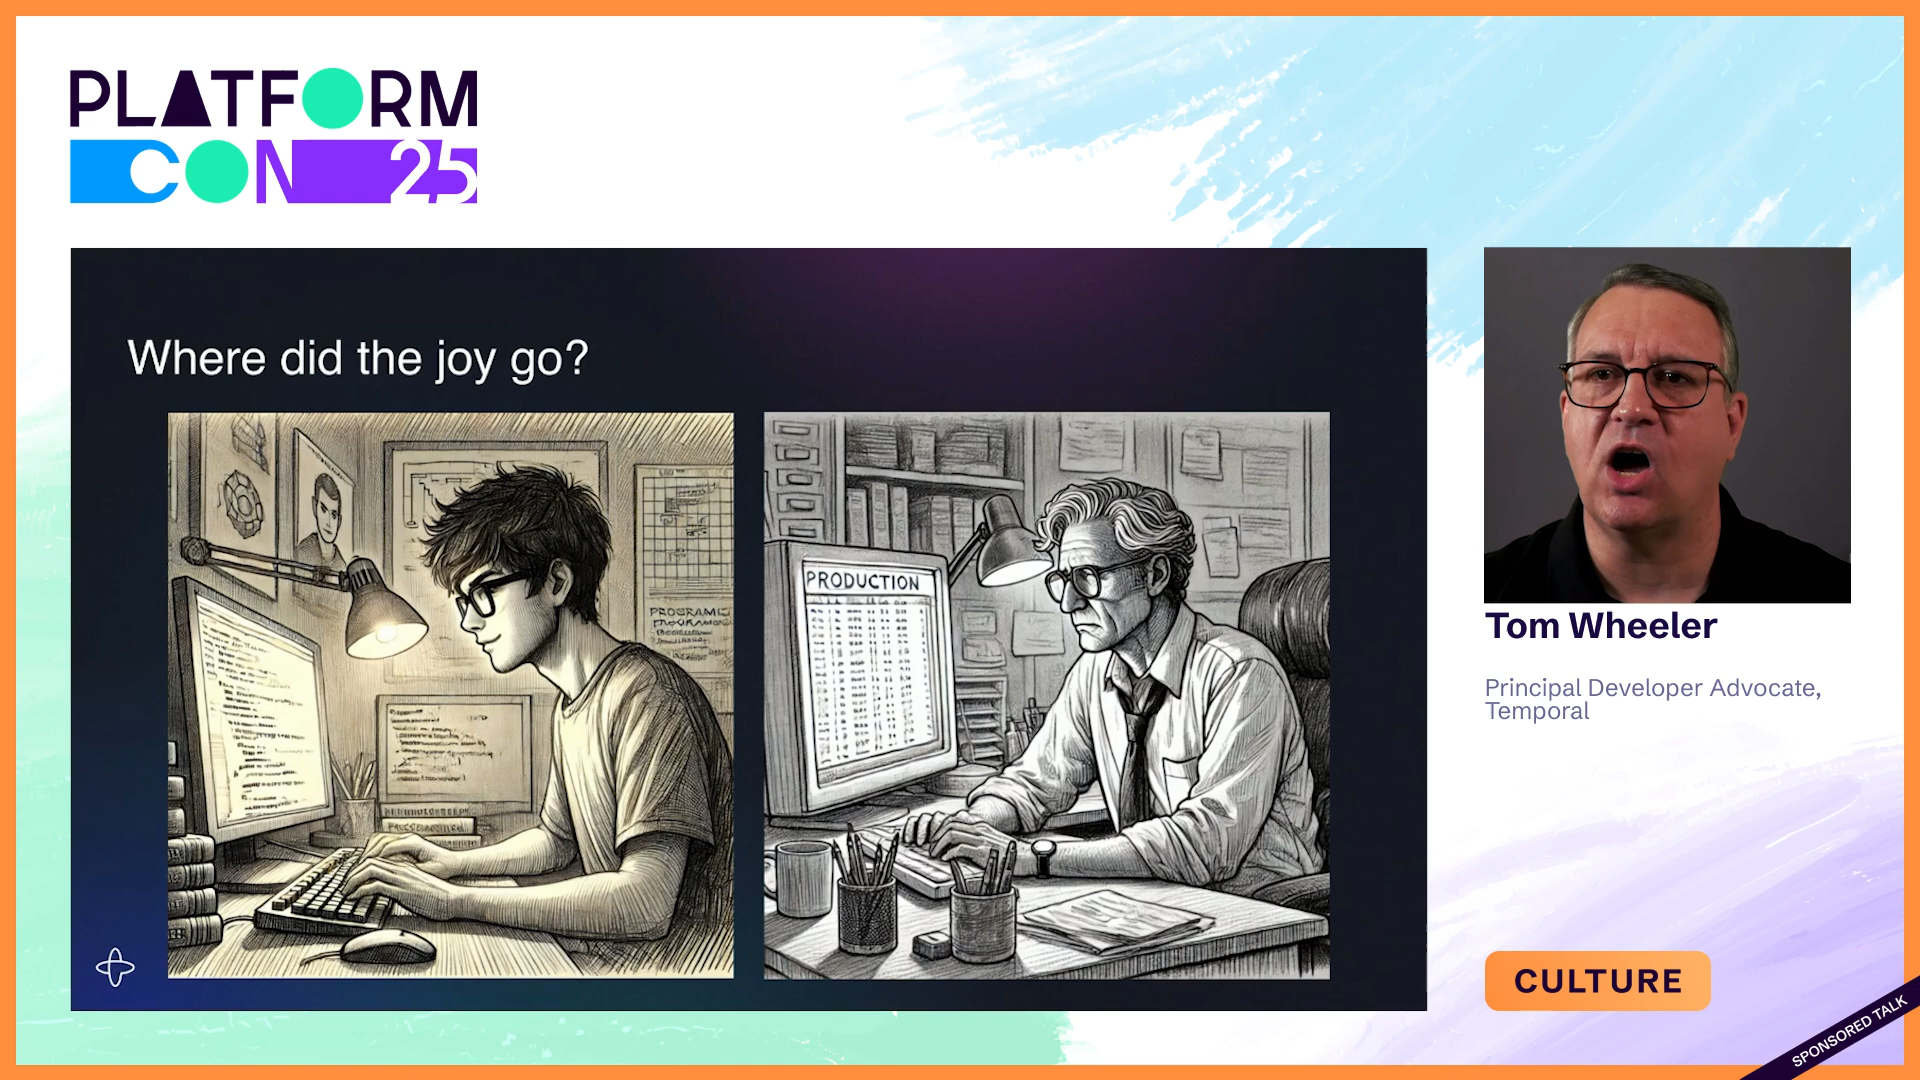 PLATFORM
CON 25
Where did the joy go?
PRODUCTION
Tom Wheeler
Principal Developer Advocate,
Temporal
CULTURE
SPONSORED TALK